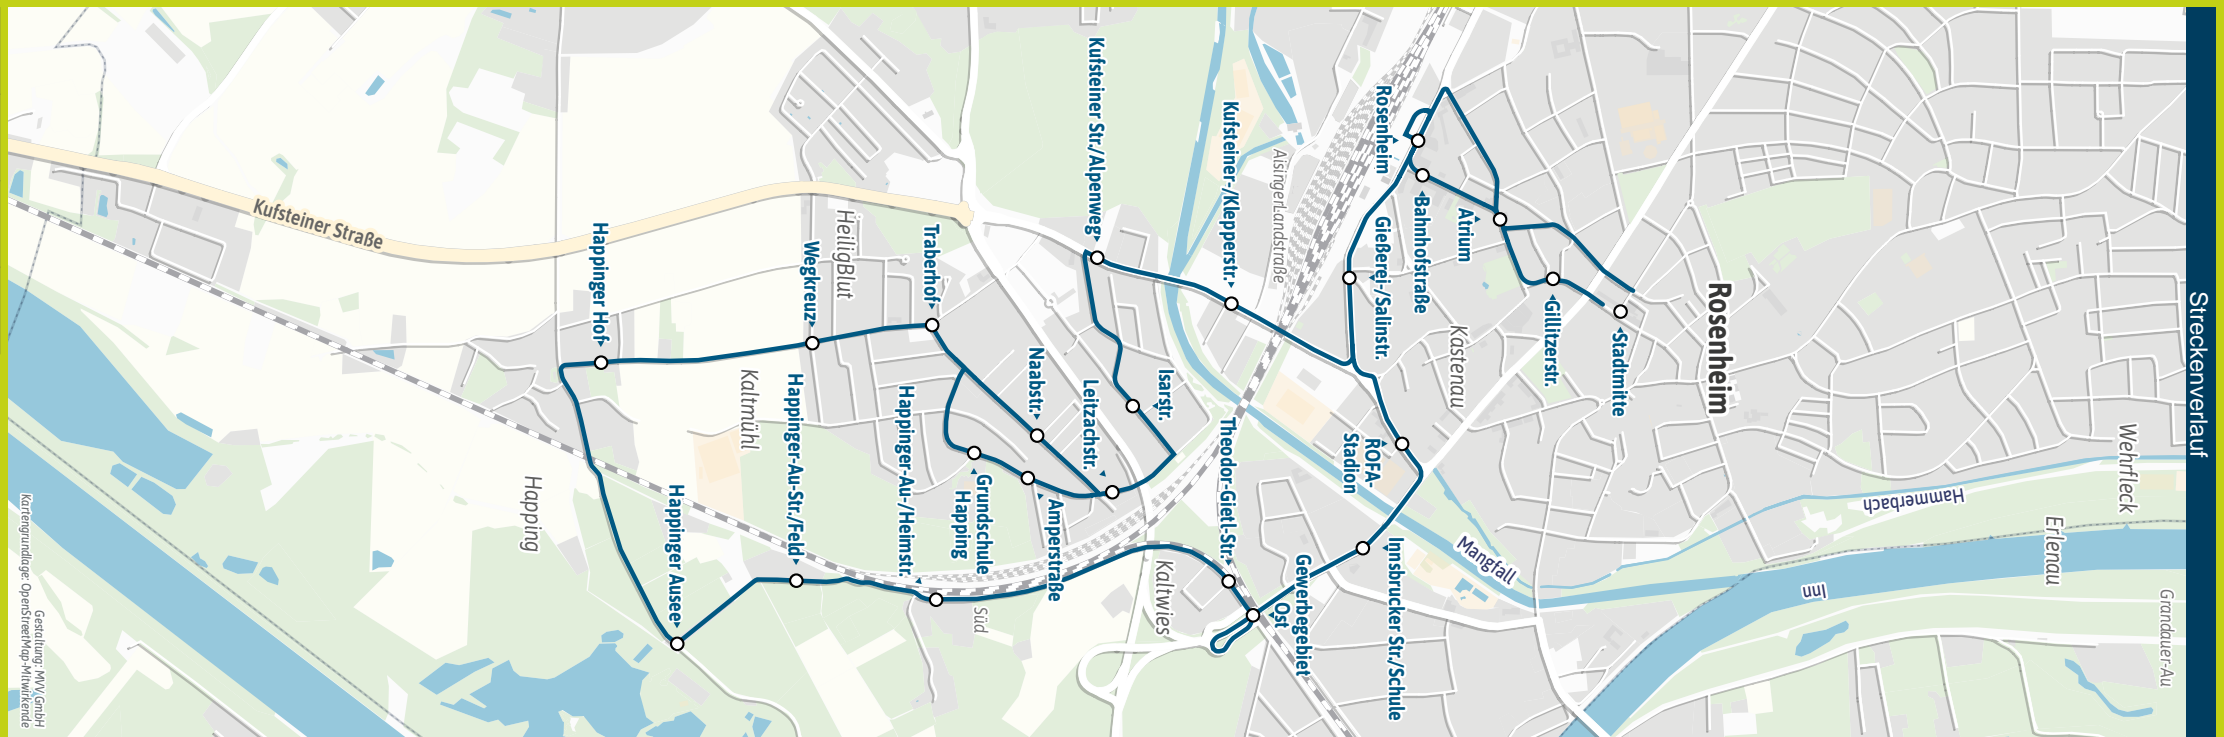 Streckenverlauf
Grandauer-Au
Wehrfleck
Erlenau
Hammerbach
Inn
Rosenheim
Stadtmitte
Gillitzerstr.
Mangfall
Kastenau
Atrium
Bahnhofstraße
Rosenheim
Gießerei-/Salinstr.
ROFA-
Stadion
Innsbrucker Str./Schule
Gewerbegebiet
Ost
AisingerLandstraße
Kufsteiner-/Klepperstr.
Theodor-Gietl-Str.
Isarstr.
Kaltwies
Kufsteiner Str./Alpenweg
Leitzachstr.
Amperstraße
Naabstr.
Grundschule
Happing
Süd
Traberhof
Happinger-Au-/Heimstr.
HeiligBlut
Wegkreuz
Happinger-Au-Str./Feld
Kaltmühl
Happinger Ausee
Happinger Hof
Happing
Kufsteiner Straße
Gestaltung: MVV GmbH
Kartengrundlage: OpenStreetMap-Mitwirkende